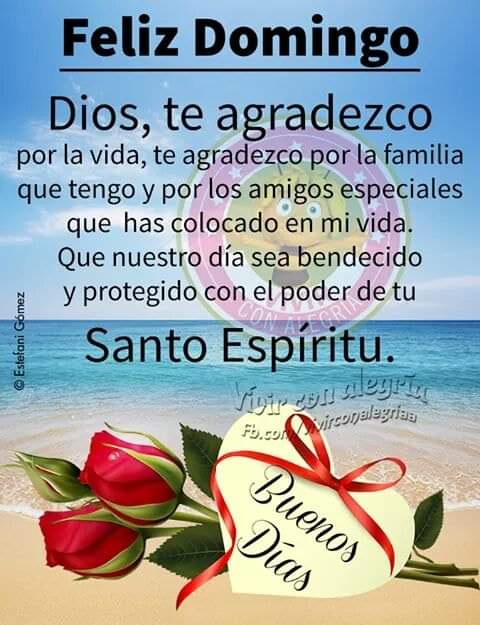 Feliz Domingo
Dios, te agradezco
por la vida, te agradezco por la familia
que tengo y por los amigos especiales
que has colocado en mi vida.
Que nuestro día sea bendecido
y protegido con el poder de tu
CON ALEGRIA
Santo Espíritu.
© Estefani Gómez
Vivir con alegría
Fb.com/vivirconalegriaa
Buenos
Días